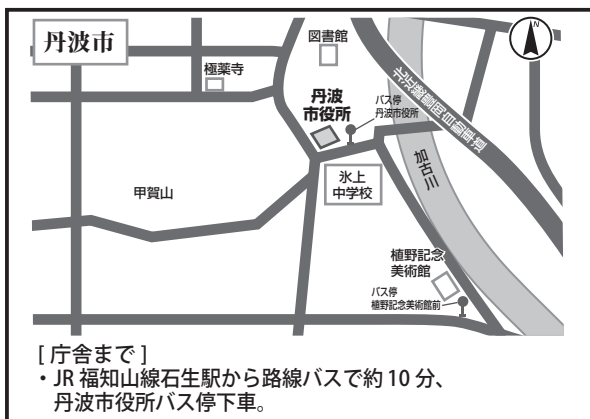 丹波市
図書館
N
極楽寺
丹波
市役所
バス停
丹波市役所
北近畿豊岡自動車道
加古川
甲賀山
氷上
中学校
植野記念
美術館
バス停
植野記念美術館前
[ 庁舎まで ]
・JR 福知山線石生駅から路線バスで約 10 分、
丹波市役所バス停下車。